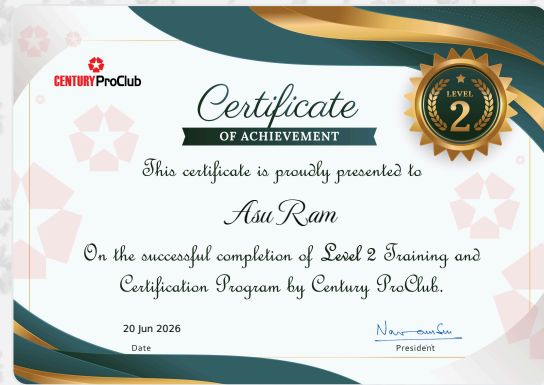 CENTURY ProClub
LEVEL
2
Certificate
OF ACHIEVEMENT
This certificate is proudly presented to
Asu Ram
On the successful completion of Level 2 Training and
Certification Program by Century ProClub.
20 Jun 2026
Date
President